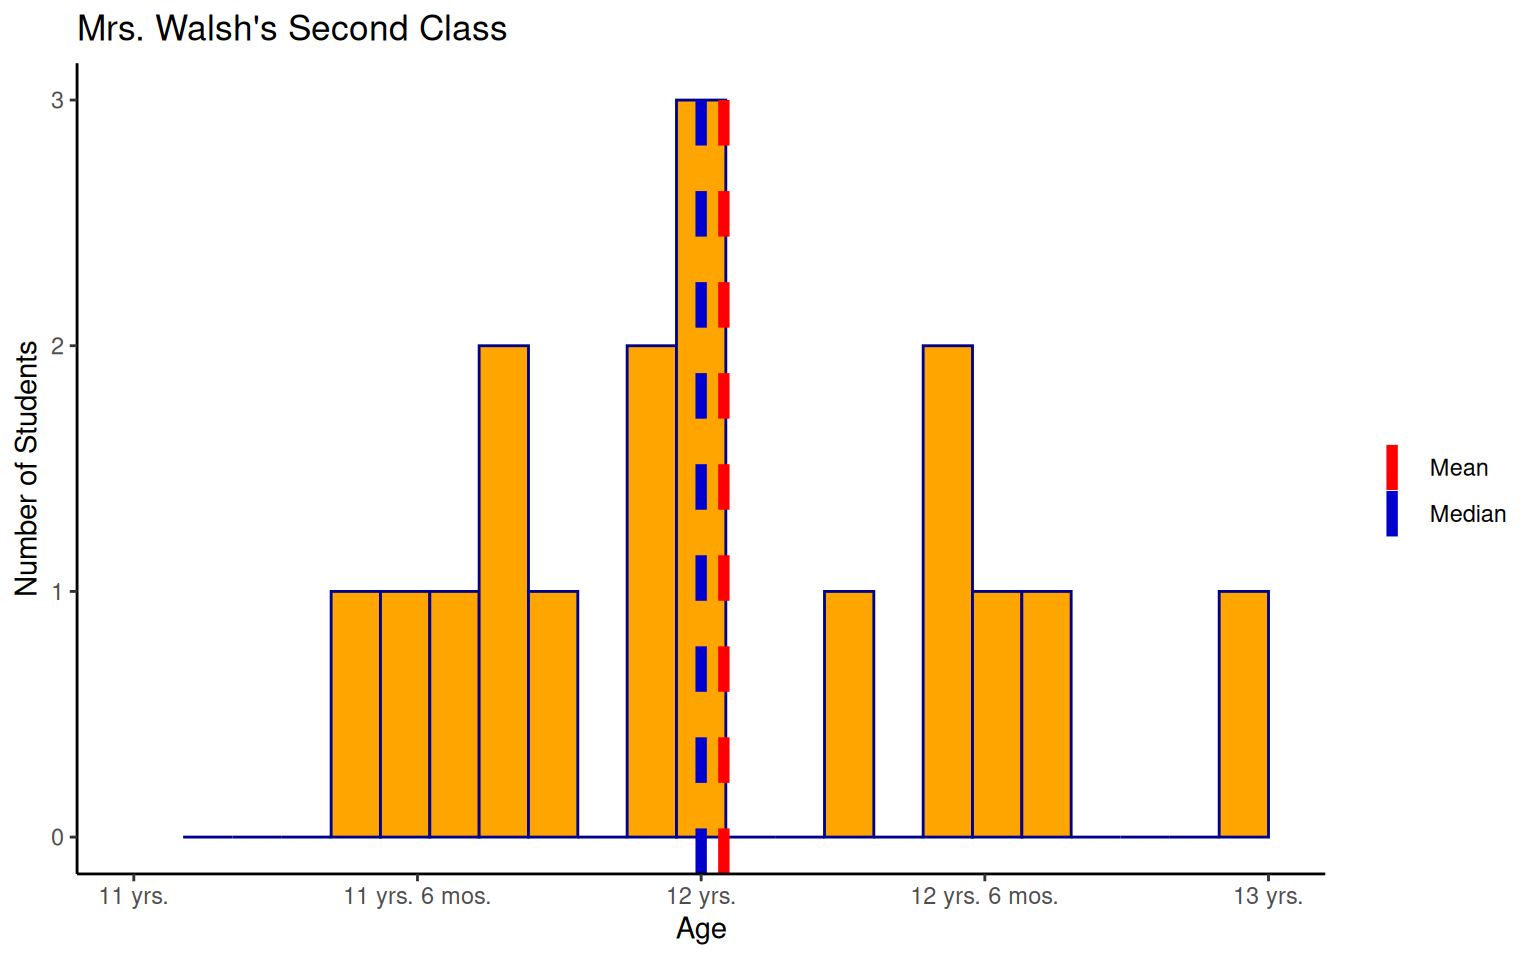 Mrs. Walsh's Second Class
Number of Students
3
2
1
0
11 yrs. 11 yrs. 6 mos. 12 yrs. 12 yrs. 6 mos. 13 yrs.
Age
Mean
Median